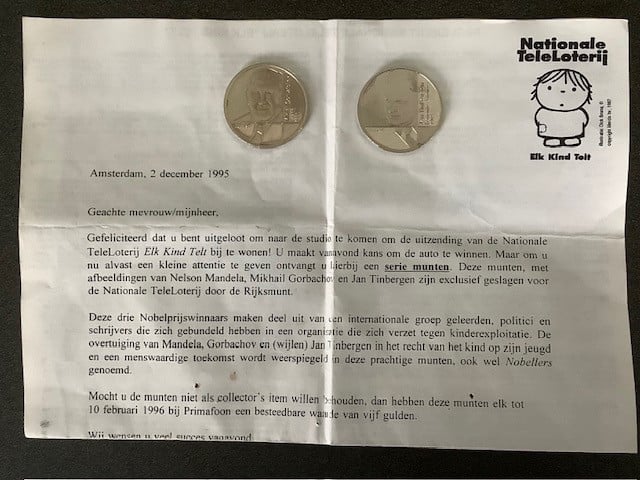 Nationale
TeleLoterij
Elk Kind Telt
Amsterdam, 2 december 1995
Geachte mevrouw/mijnheer,
Gefeliciteerd dat u bent uitgeloot om naar de studio te komen om de uitzending van de Nationale
TeleLoterij Elk Kind Telt bij te wonen! U maakt vanavond kans om de auto te winnen. Maar om u
nu alvast een kleine attentie te geven ontvangt u hierbij een serie munten. Deze munten, met
afbeeldingen van Nelson Mandela, Mikhail Gorbachov en Jan Tinbergen zijn exclusief geslagen voor
de Nationale TeleLoterij door de Rijksmunt.
Deze drie Nobelprijswinnaars maken deel uit van een internationale groep geleerden, politici en
schrijvers die zich gebundeld hebben in een organisatie die zich verzet tegen kinderexploitatie. De
overtuiging van Mandela, Gorbachov en (wijlen) Jan Tinbergen in het recht van het kind op zijn jeugd
en een menswaardige toekomst wordt weerspiegeld in deze prachtige munten, ook wel Nobellers
genoemd.
Mocht u de munten niet als collector's item willen behouden, dan hebben deze munten elk tot
10 februari 1996 bij Primafoon een besteedbare waarde van vijf gulden.
Wij wensen u veel succes vanavond